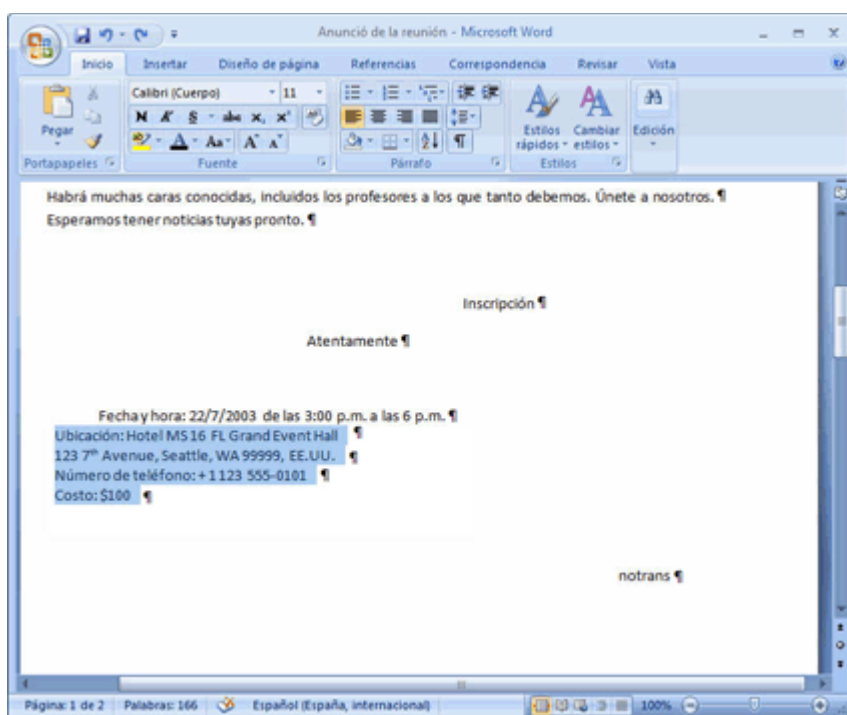 Anunció de la reunión - Microsoft Word
Inicio Insertar Diseño de página Referencias Correspondencia Revisar Vista
Calibri (Cuerpo) 11
N K S abc x, x² Aa A A
Pegar
Estilos rápidos Cambiar estilos Edición
Portapapeles Fuente Párrafo Estilos
Habrá muchas caras conocidas, incluidos los profesores a los que tanto debemos. Únete a nosotros. ¶
Esperamos tener noticias tuyas pronto. ¶
Inscripción ¶
Atentamente ¶
Fecha y hora: 22/7/2003 de las 3:00 p.m. a las 6 p.m. ¶
Ubicación: Hotel MS 16 FL Grand Event Hall ¶
123 7th Avenue, Seattle, WA 99999, EE.UU. ¶
Número de teléfono: +1 123 555-0101 ¶
Costo: $100 ¶
notrans ¶
Página: 1 de 2 Palabras: 166 Español (España, internacional) 100%